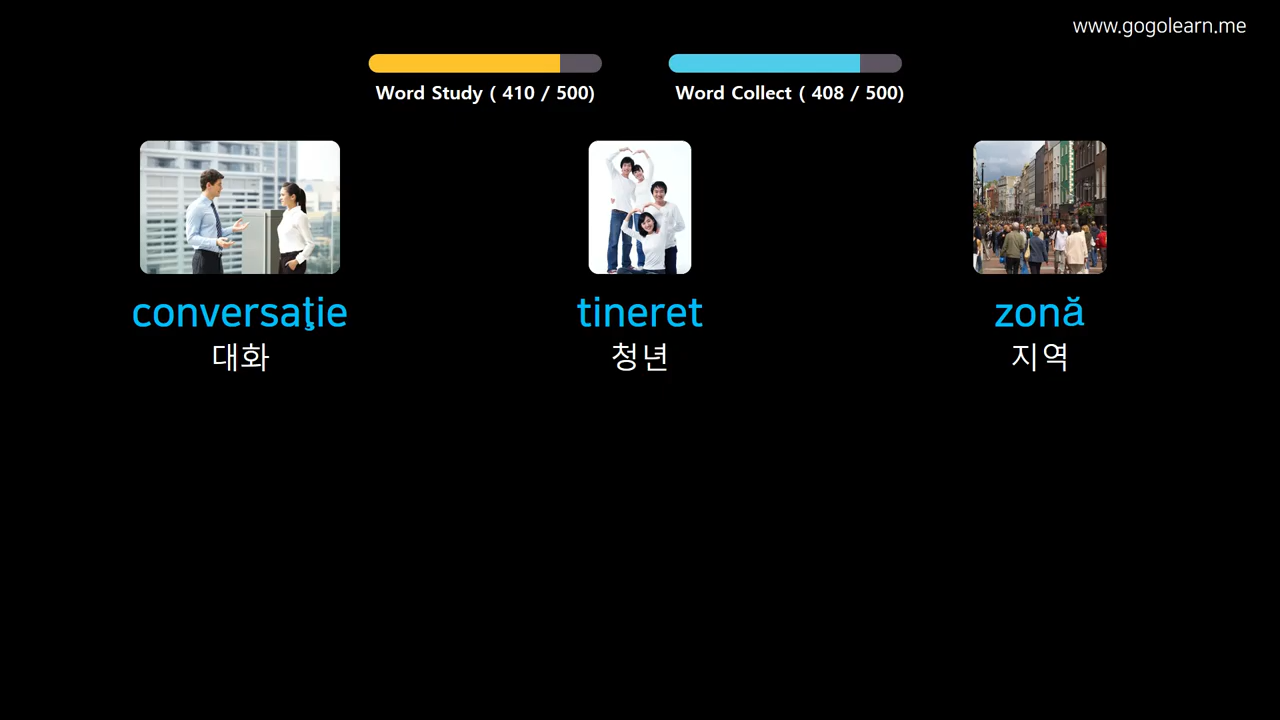 www.gogolearn.me
Word Study ( 410 / 500)
Word Collect ( 408 / 500)
conversaţie
대화
tineret
청년
zonă
지역